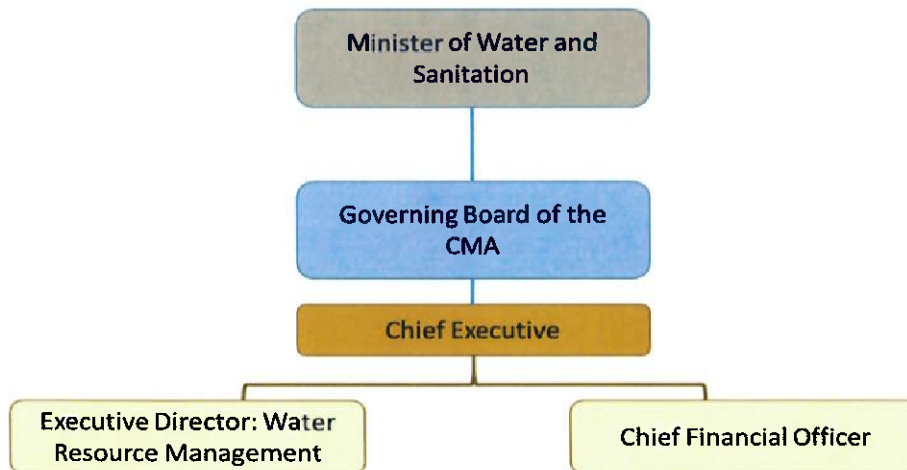 Minister of Water and
Sanitation
Governing Board of the
CMA
Chief Executive
Executive Director: Water
Resource Management
Chief Financial Officer